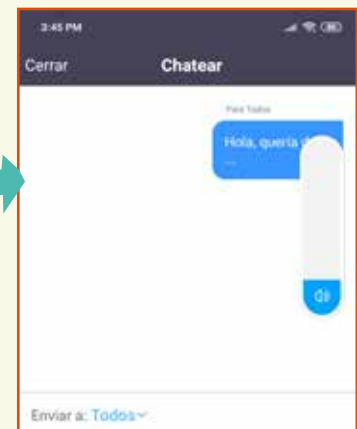 3:45 PM
Cerrar Chatear
Para Todos
Hola, quería d
...
Enviar a: Todos